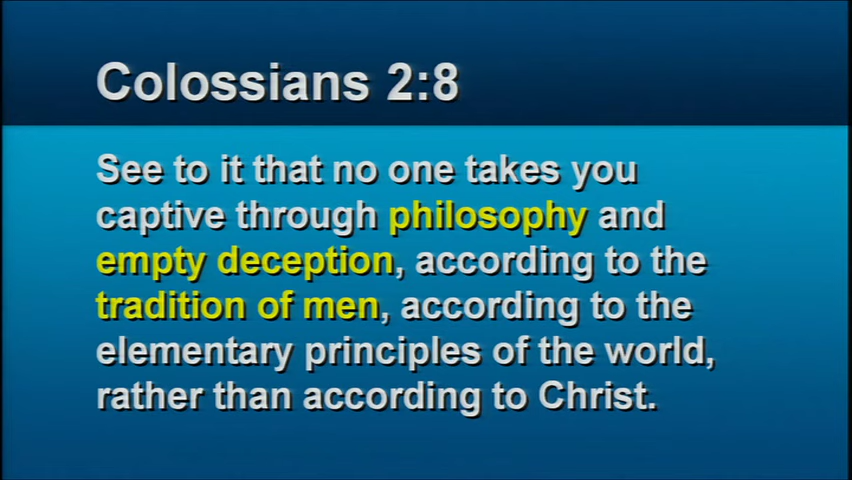 Colossians 2:8
See to it that no one takes you
captive through philosophy and
empty deception, according to the
tradition of men, according to the
elementary principles of the world,
rather than according to Christ.